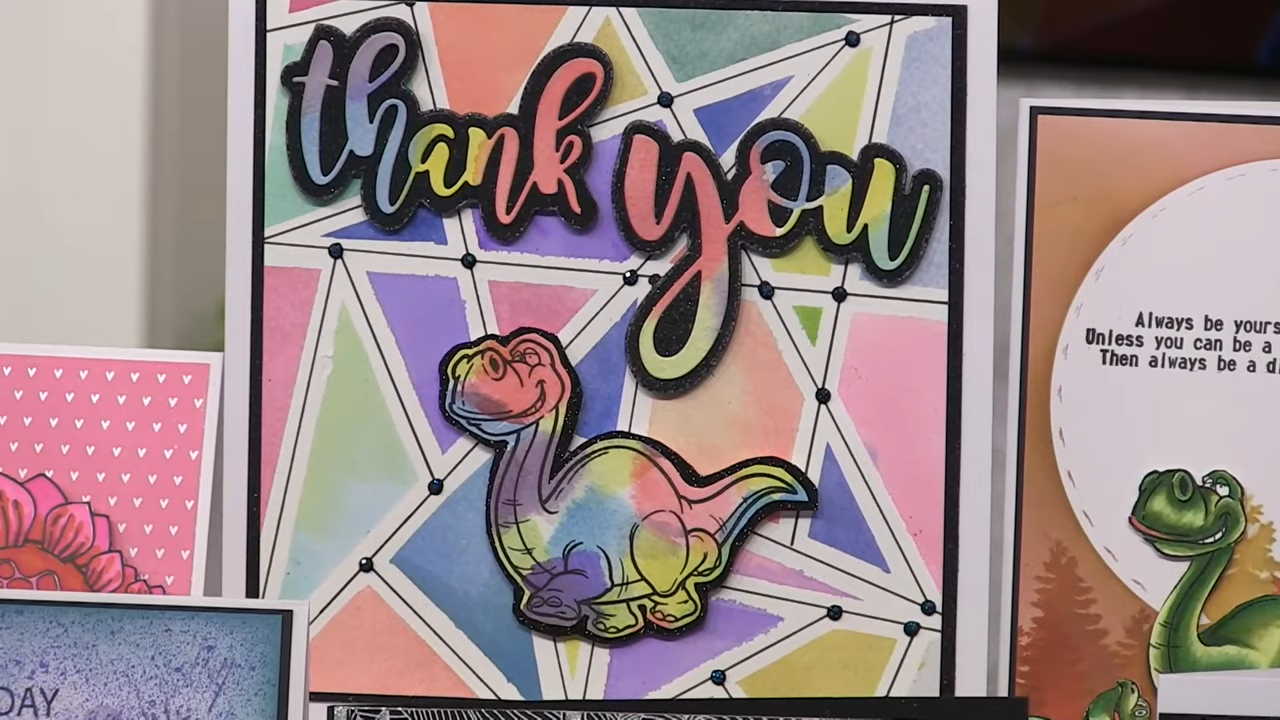 thank you
Always be yours
Unless you can be a
Then always be a
DAY